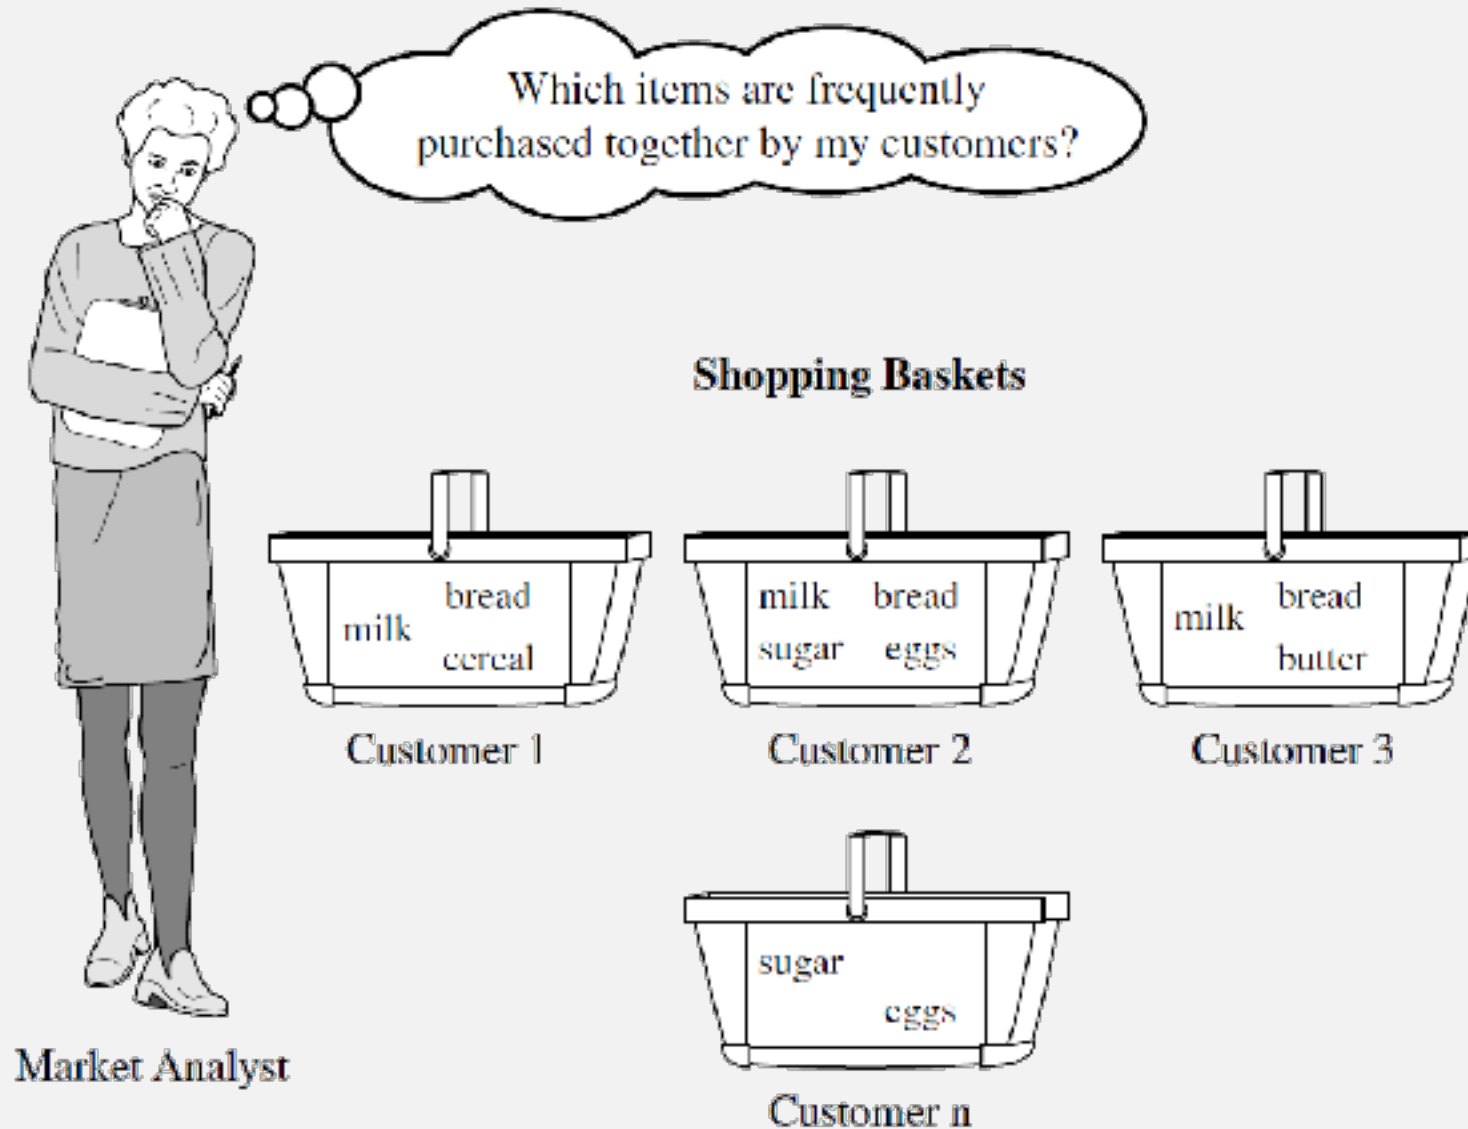 Which items are frequently
purchased together by my customers?
Shopping Baskets
milk
bread
cereal
milk bread
sugar eggs
milk
bread
butter
Customer 1
Customer 2
Customer 3
sugar
eggs
Market Analyst
Customer n